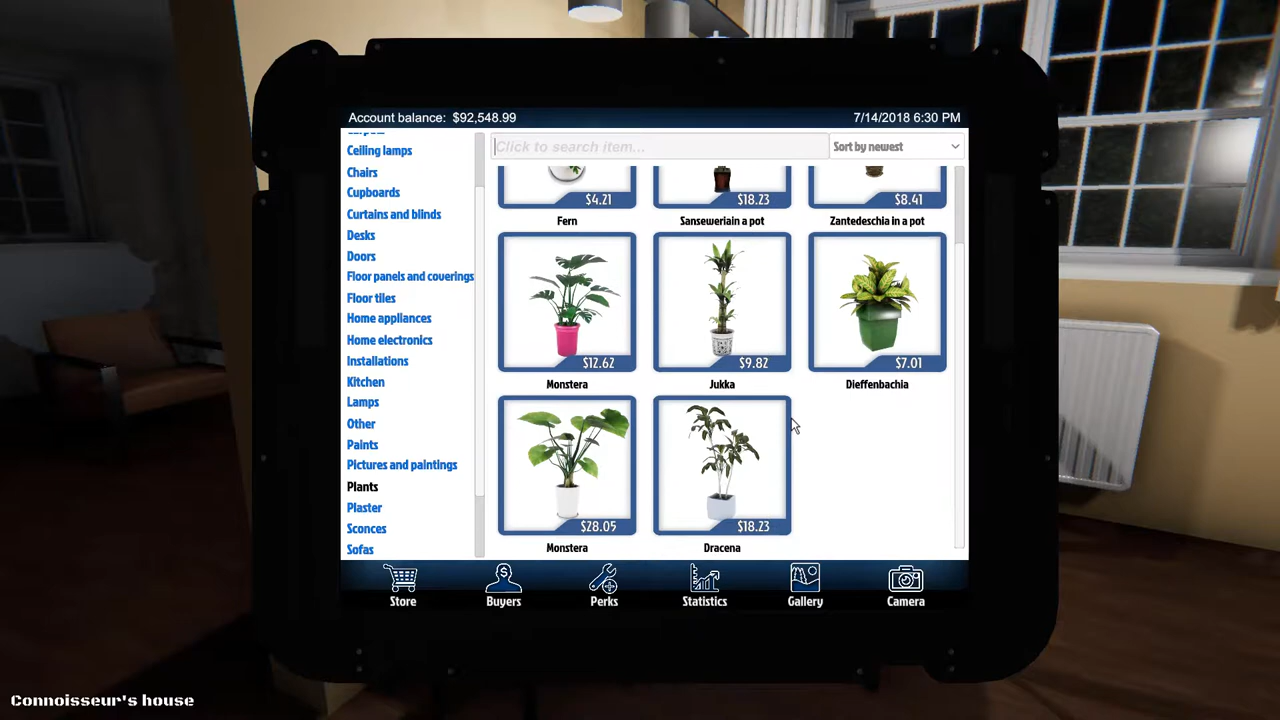 Account balance: $92,548.99
7/14/2018 6:30 PM
Click to search item...
Sort by newest
Ceiling lamps
Chairs
Cupboards
Curtains and blinds
Desks
Doors
Floor panels and coverings
Floor tiles
Home appliances
Home electronics
Installations
Kitchen
Lamps
Other
Paints
Pictures and paintings
Plants
Plaster
Sconces
Sofas
$4.21
$18.23
$8.41
Fern
Sanseweria in a pot
Zantedeschia in a pot
$12.62
$9.82
$7.01
Monstera
Jukka
Dieffenbachia
$28.05
$18.23
Monstera
Dracena
Store
Buyers
Perks
Statistics
Gallery
Camera
Connoisseur's house